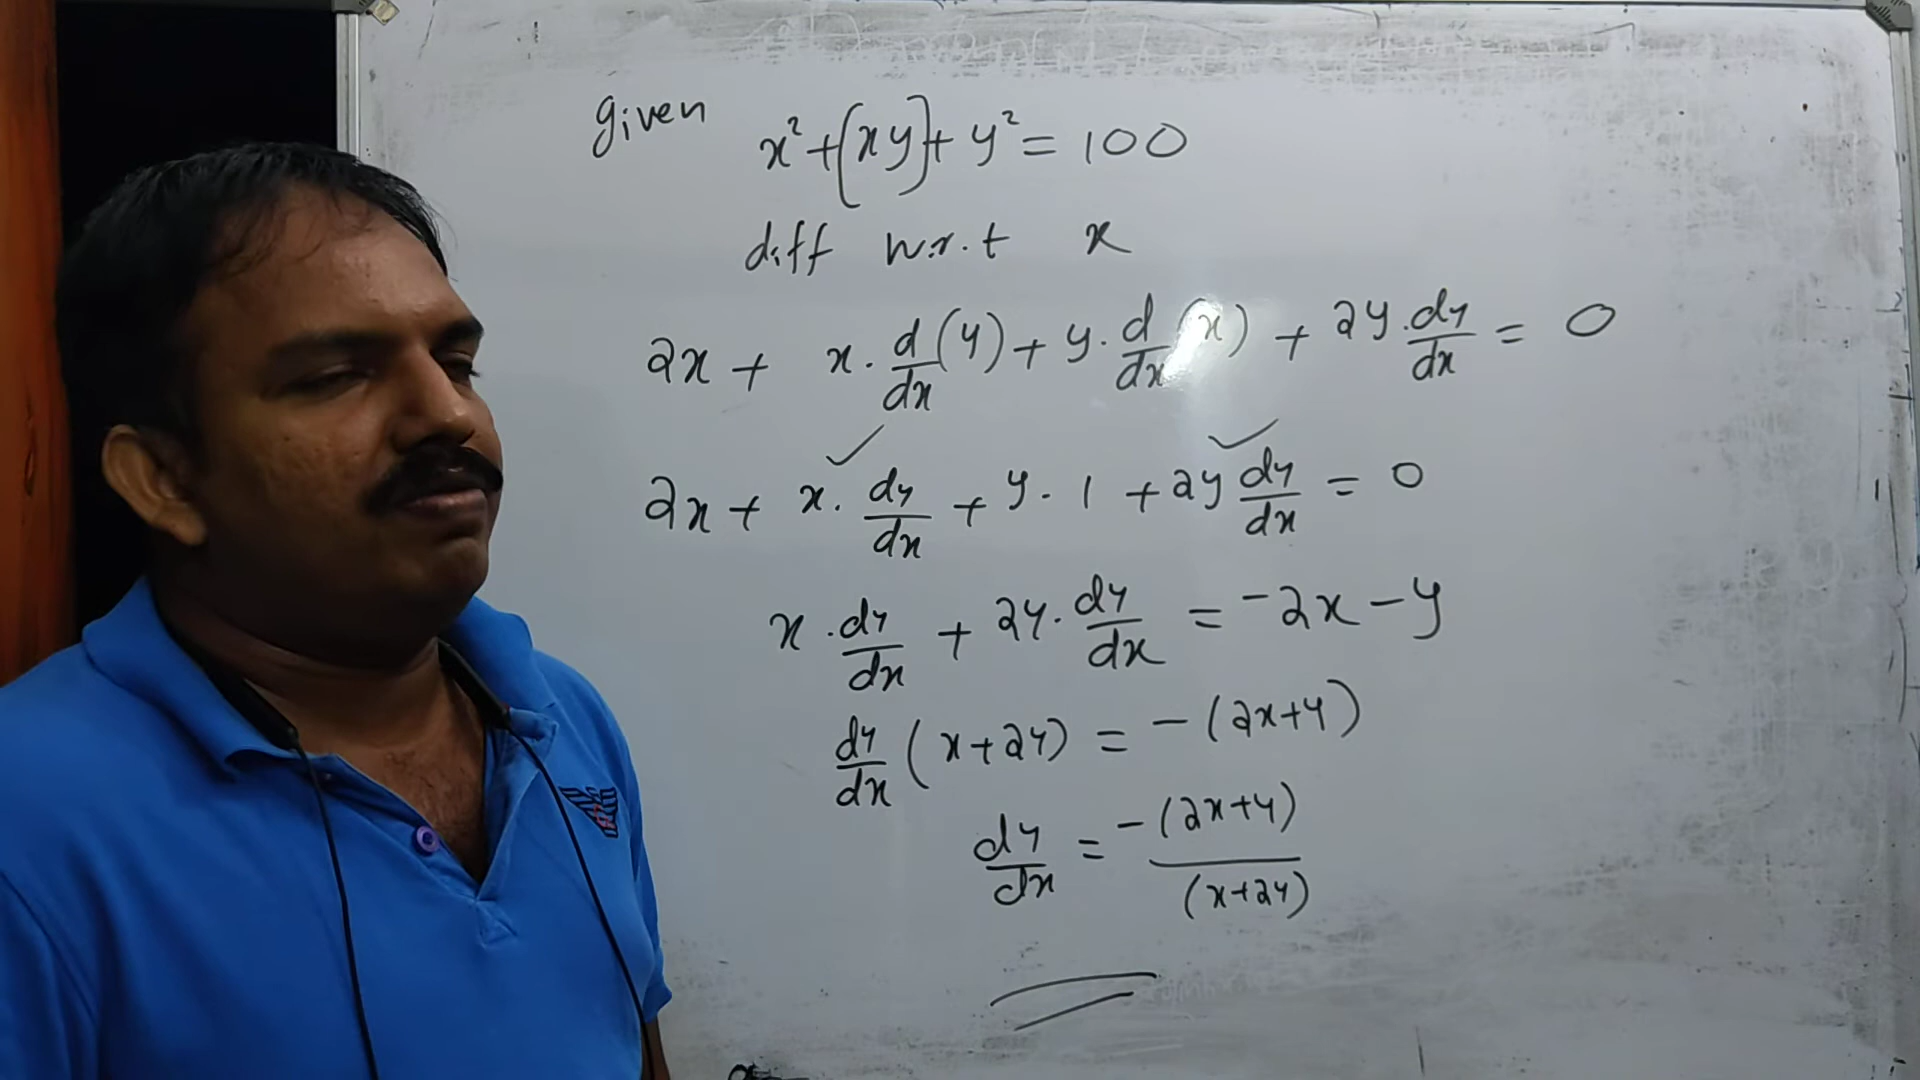 given
x² + (xy) + y² = 100
diff w.r.t x
2x + x. d/dx (y) + y. d/dx (x) + 2y. dy/dx = 0
2x + x. dy/dx + y. 1 + 2y dy/dx = 0
x. dy/dx + 2y. dy/dx = -2x - y
dy/dx (x+2y) = -(2x+y)
dy/dx = -(2x+y)/(x+2y)